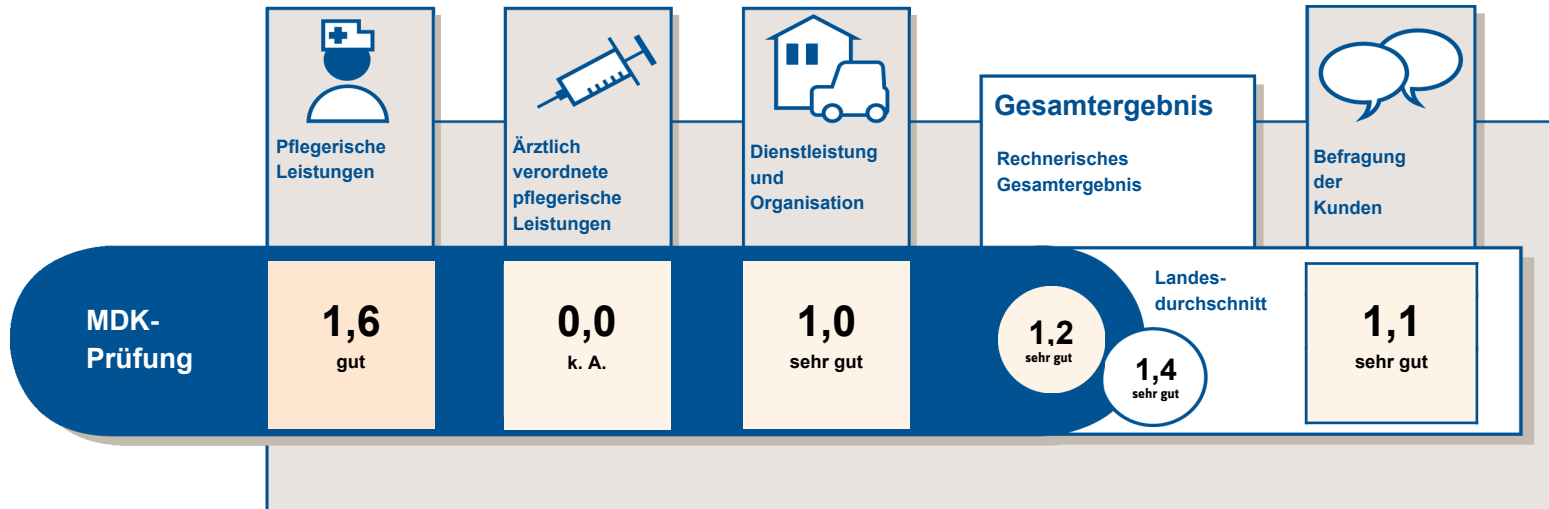 Pflegerische
Leistungen
Ärztlich
verordnete
pflegerische
Leistungen
Dienstleistung
und
Organisation
Gesamtergebnis
Rechnerisches
Gesamtergebnis
Befragung
der
Kunden
MDK-
Prüfung
1,6
gut
0,0
k. A.
1,0
sehr gut
1,2
sehr gut
Landes-
durchschnitt
1,4
sehr gut
1,1
sehr gut